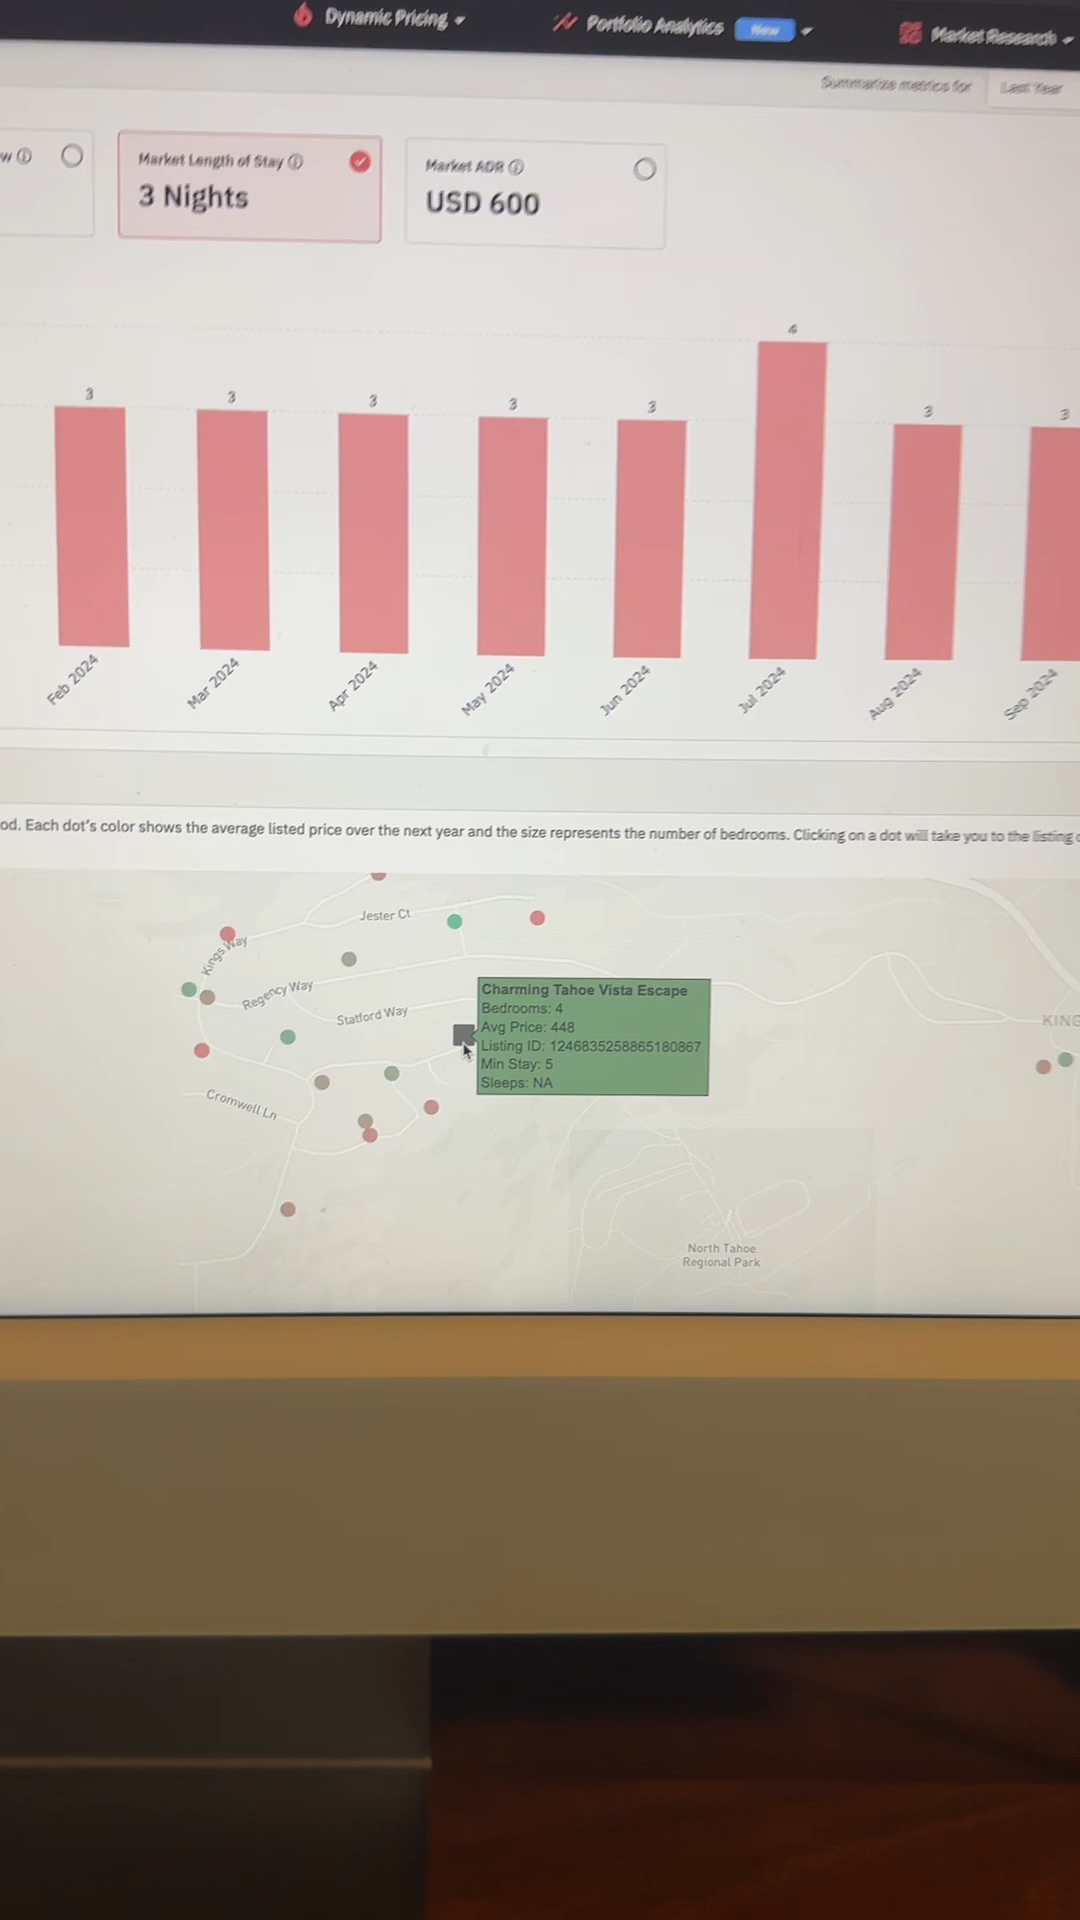 Dynamic Pricing
Portfolio Analytics
New
Market Research
Summarize metrics for
Last Year
w
Market Length of Stay
3 Nights
Market ADR
USD 600
3
3
3
3
3
4
3
3
Feb 2024
Mar 2024
Apr 2024
May 2024
Jun 2024
Jul 2024
Aug 2024
Sep 2024
od. Each dot's color shows the average listed price over the next year and the size represents the number of bedrooms. Clicking on a dot will take you to the listing
Jester Ct
Kings Way
Regency Way
Statford Way
Charming Tahoe Vista Escape
Bedrooms: 4
Avg Price: 448
Listing ID: 1246835258865180867
Min Stay: 5
Sleeps: NA
KING
Cromwell Ln
North Tahoe
Regional Park